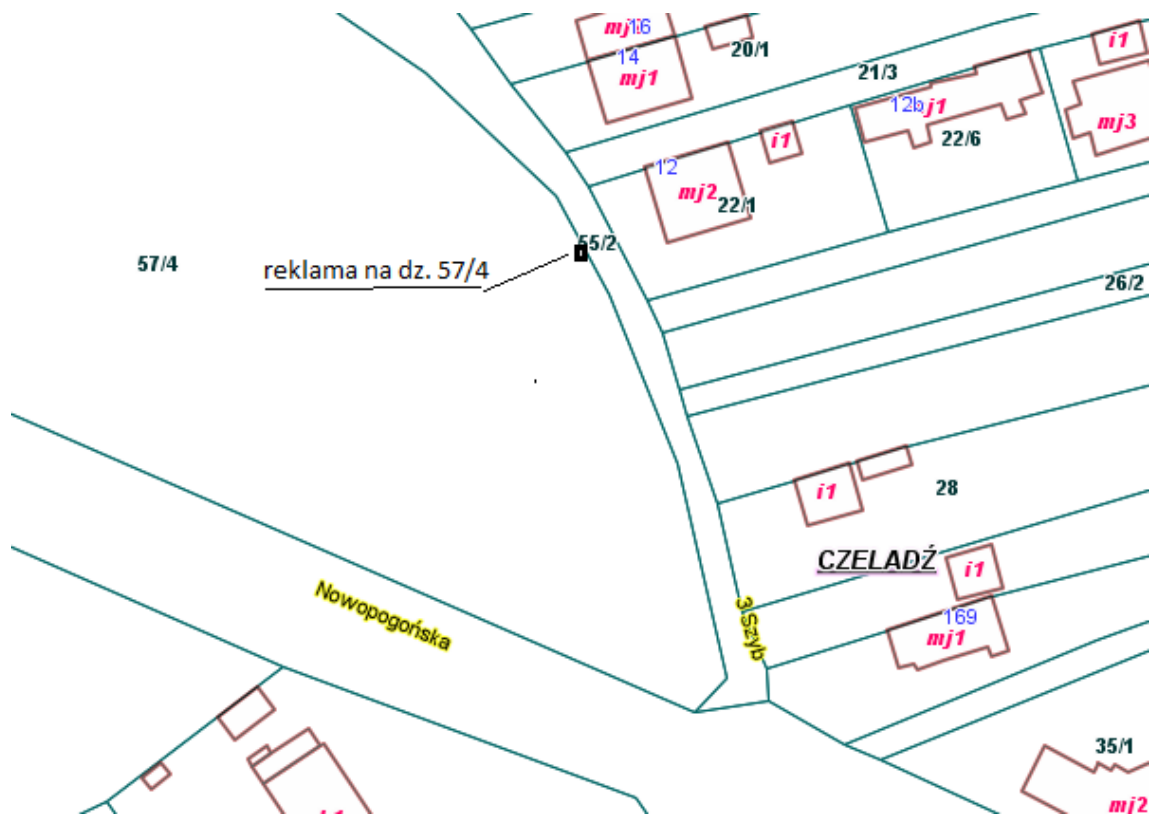 mj1
16
20/1
i1
14
mj1
21/3
12b
j1
mj3
i1
22/6
12
mj2
22/1
55/2
57/4
reklama na dz. 57/4
26/2
i1
28
CZELADŹ
i1
Nowopogońska
3 Szyb
169
mj1
35/1
mj2